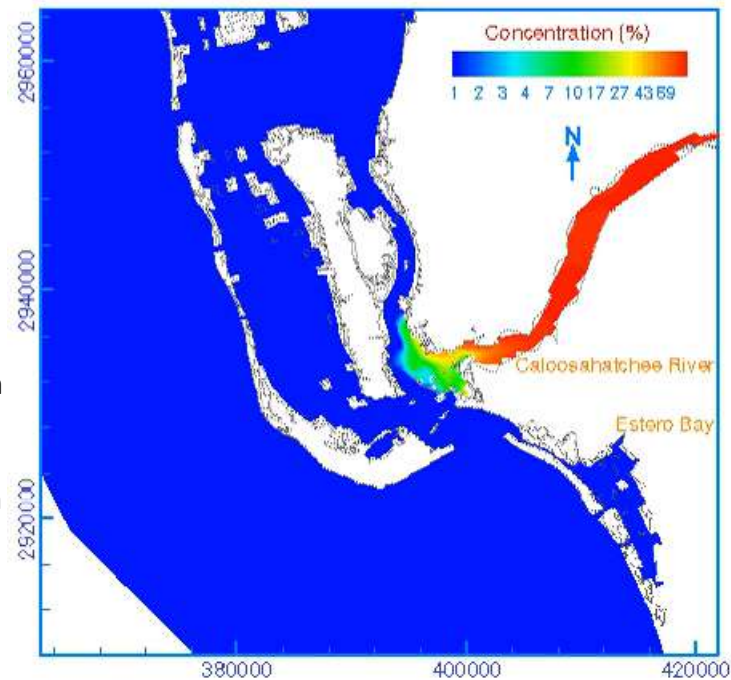 Concentration (%)
1 2 3 4 7 10 17 27 43 69
N
2960000
2940000
2920000
Caloosahatchee River
Estero Bay
380000 400000 420000